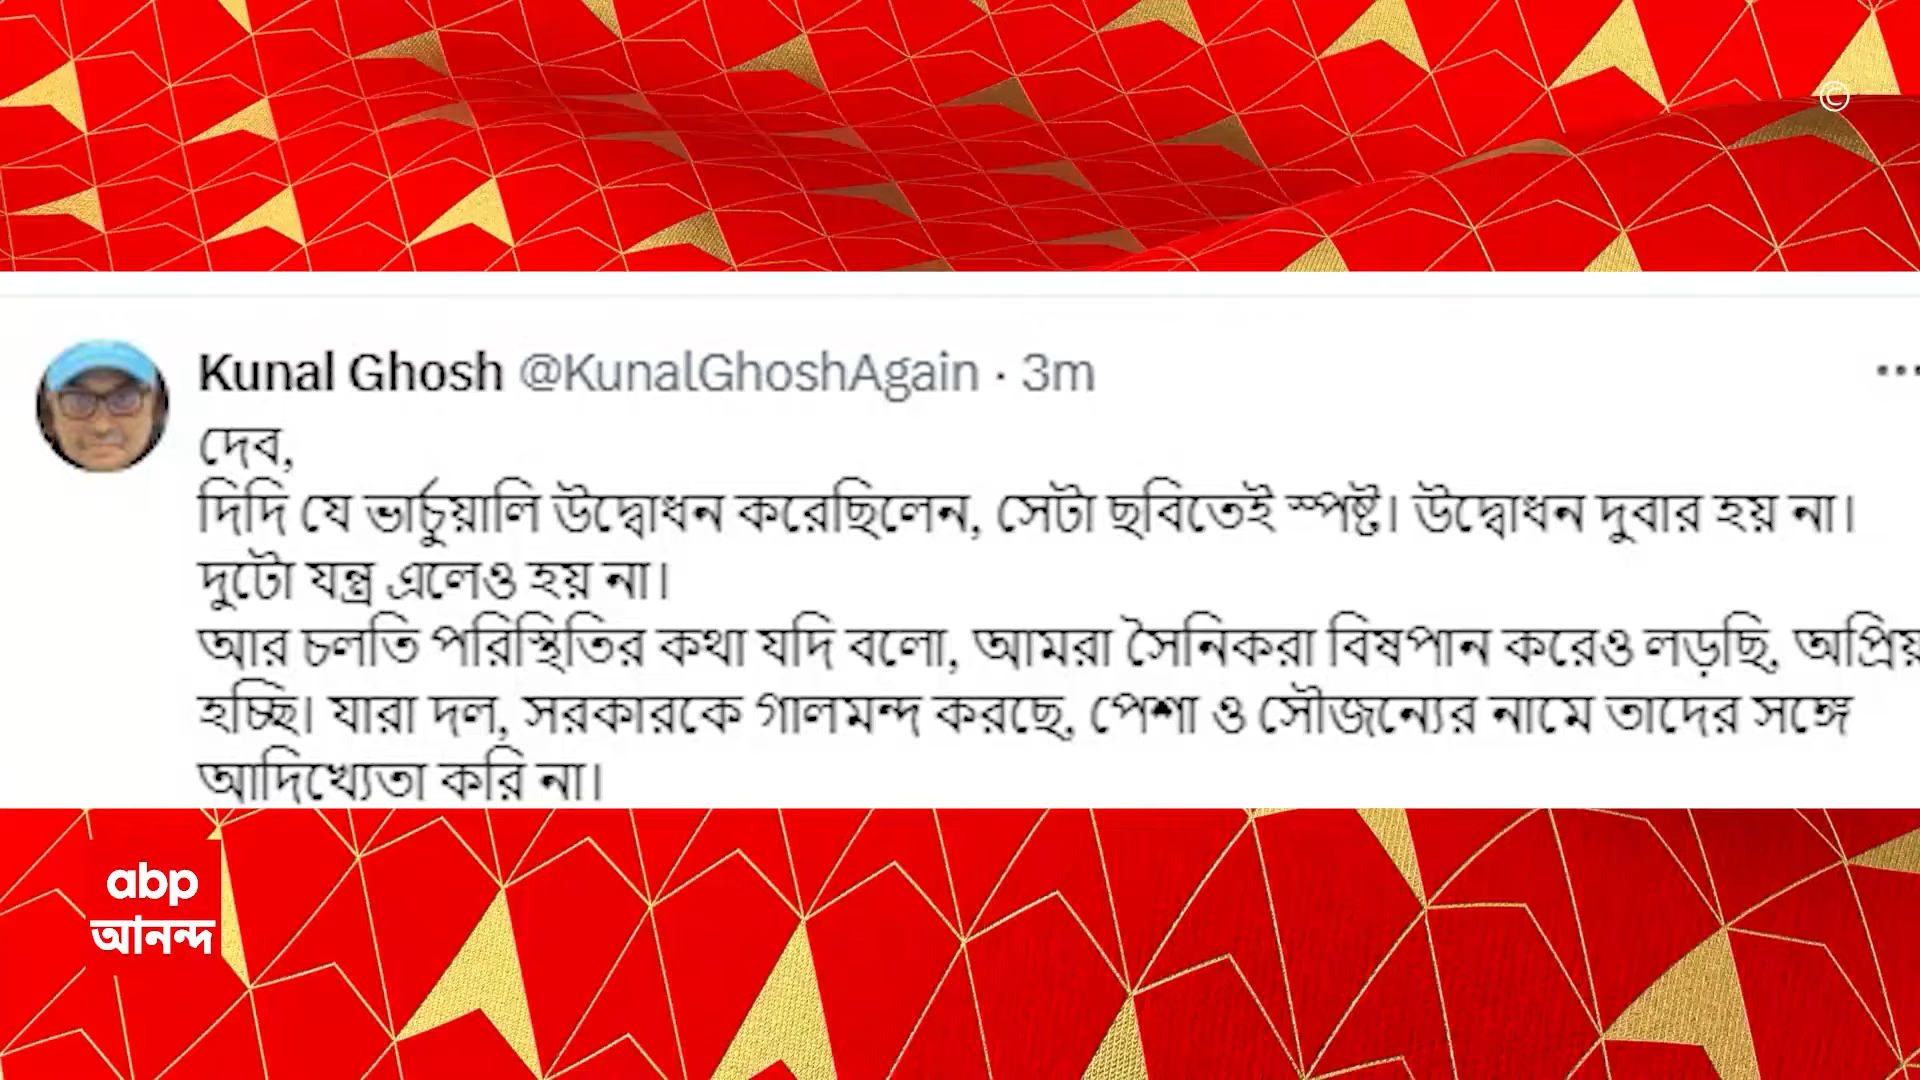 ©
Kunal Ghosh @KunalGhoshAgain · 3m
দেব,
দিদি যে ভার্চুয়ালি উদ্বোধন করেছিলেন, সেটা ছবিতেই স্পষ্ট। উদ্বোধন দুবার হয় না।
দুটো যন্ত্র এলেও হয় না।
আর চলতি পরিস্থিতির কথা যদি বলো, আমরা সৈনিকরা বিষপান করেও লড়ছি, অপ্রিয়
হচ্ছি। যারা দল, সরকারকে গালমন্দ করছে, পেশা ও সৌজন্যের নামে তাদের সঙ্গে
আদিখ্যেতা করি না।
abp
আনন্দ